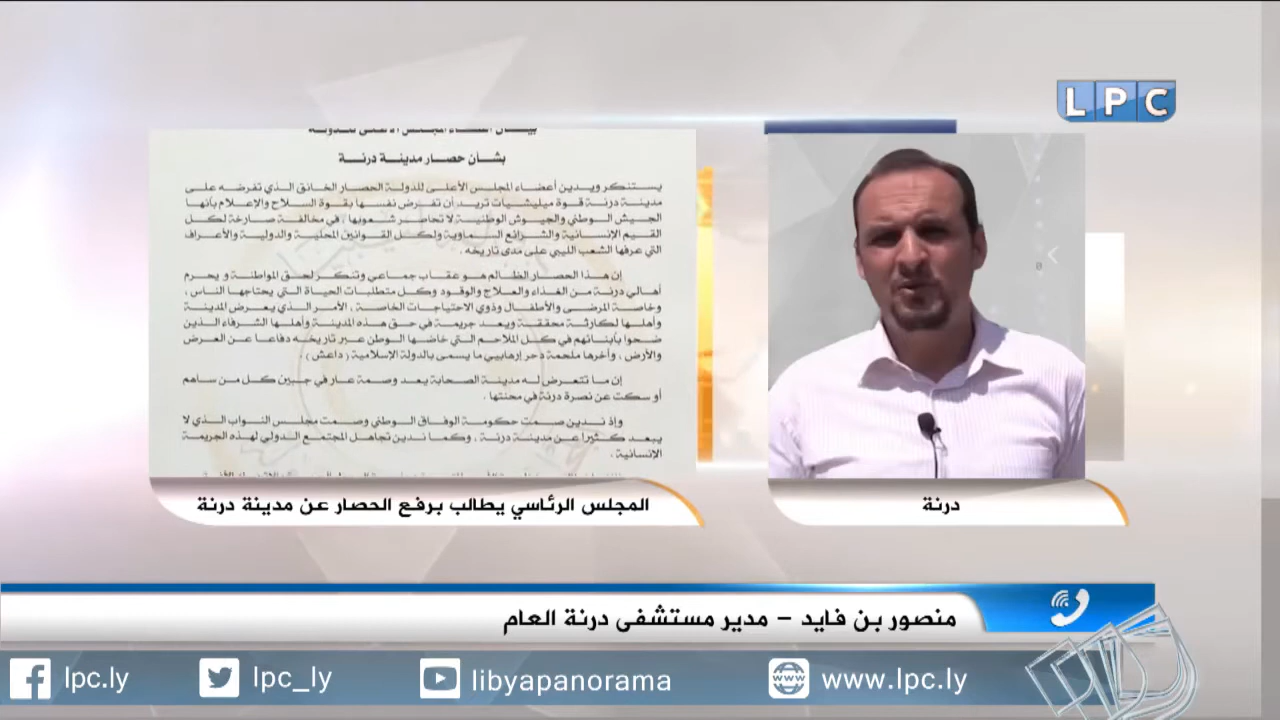 LPC
بشأن حصار مدينة درنة
يستنكر ويدين أعضاء المجلس الأعلى للدولة الحصار الخانق الذي تفرضه على
مدينة درنة قوة ميليشيات تريد أن تفرض نفسها بقوة السلاح والإعلام بأنها
الجيش الوطني والجيوش الوطنية لا تحاصر شعوبها، في مخالفة صارخة لكل
القيم الإنسانية والشرائع السماوية ولكل القوانين المحلية والدولية والأعراف
التي عرفها الشعب الليبي على مدى تاريخه .
إن هذا الحصار الظالم هو عقاب جماعي وتنكر لحق المواطنة و يحرم
أهالي درنة من الغذاء والعلاج والوقود وكل متطلبات الحياة التي يحتاجها الناس ،
وخاصة المرضى والأطفال وذوي الاحتياجات الخاصة ، الأمر الذي يعرض المدينة
وأهلها لكارثة محققة ويعد جريمة في حق هذه المدينة وأهلها الشرفاء الذين
ضحوا بأبنائهم في كل الملاحم التي خاضها الوطن عبر تاريخه دفاعا عن العرض
والأرض ، وآخرها ملحمة دحر إرهابيي ما يسمى بالدولة الإسلامية ( داعش ) .
إن ما تتعرض له مدينة الصحابة يعد وصمة عار في جبين كل من ساهم
أو سكت عن نصرة درنة في محنتها .
وإذ ندين صمت حكومة الوفاق الوطني وصمت مجلس النواب الذي لا
يبعد كثيرا عن مدينة درنة ، وكما ندين تجاهل المجتمع الدولي لهذه الجريمة
الإنسانية .
درنة
المجلس الرئاسي يطالب برفع الحصار عن مدينة درنة
منصور بن فايد – مدير مستشفى درنة العام
lpc.ly
lpc_ly
libyapanorama
www.lpc.ly